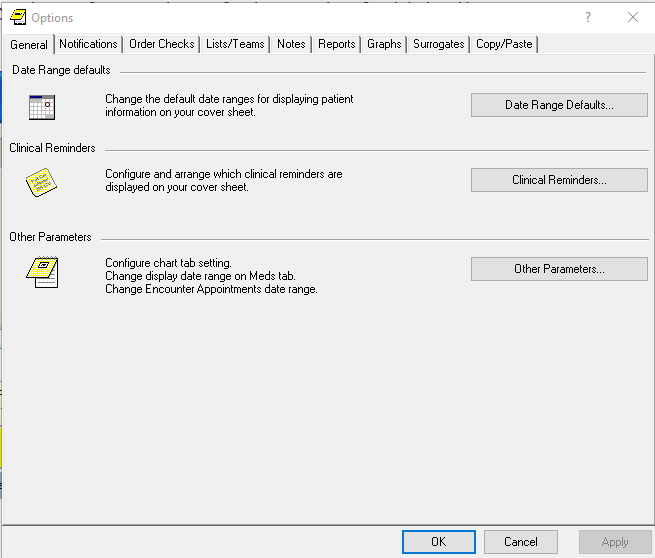 Options
?
General
Notifications
Order Checks
Lists/Teams
Notes
Reports
Graphs
Surrogates
Copy/Paste
Date Range defaults
Change the default date ranges for displaying patient
information on your cover sheet.
Date Range Defaults...
Clinical Reminders
Configure and arrange which clinical reminders are
displayed on your cover sheet.
Clinical Reminders...
Other Parameters
Configure chart tab setting.
Change display date range on Meds tab.
Change Encounter Appointments date range.
Other Parameters...
OK
Cancel
Apply